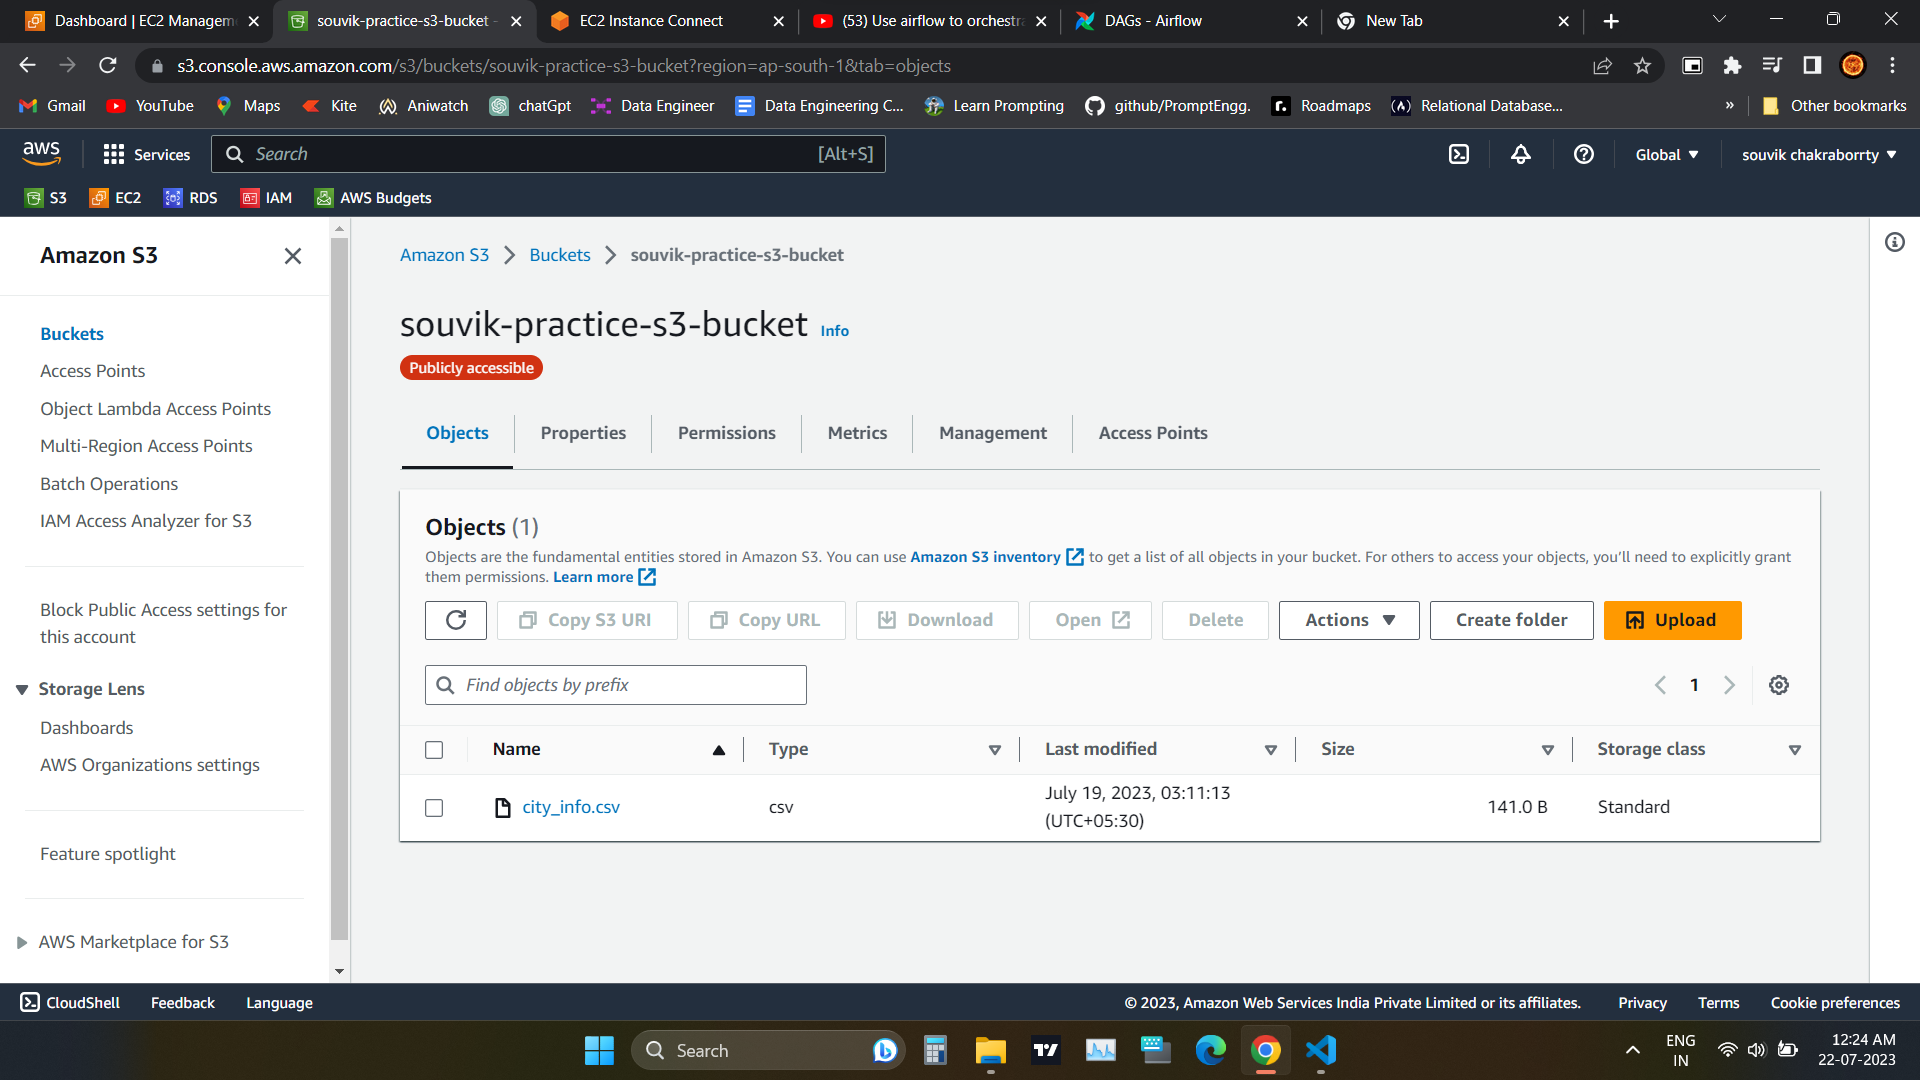 Dashboard | EC2 Managem
souvik-practice-s3-bucket -
EC2 Instance Connect
(53) Use airflow to orchestra
DAGs - Airflow
New Tab
s3.console.aws.amazon.com/s3/buckets/souvik-practice-s3-bucket?region=ap-south-1&tab=objects
Gmail
YouTube
Maps
Kite
Aniwatch
chatGpt
Data Engineer
Data Engineering C...
Learn Prompting
github/PromptEngg.
Roadmaps
Relational Database...
»
Other bookmarks
aws
Services
Search
[Alt+S]
Global
souvik chakraborrty
S3
EC2
RDS
IAM
AWS Budgets
Amazon S3
Buckets
Access Points
Object Lambda Access Points
Multi-Region Access Points
Batch Operations
IAM Access Analyzer for S3
Block Public Access settings for
this account
Storage Lens
Dashboards
AWS Organizations settings
Feature spotlight
AWS Marketplace for S3
Amazon S3 > Buckets > souvik-practice-s3-bucket
souvik-practice-s3-bucket Info
Publicly accessible
Objects
Properties
Permissions
Metrics
Management
Access Points
Objects (1)
Objects are the fundamental entities stored in Amazon S3. You can use Amazon S3 inventory to get a list of all objects in your bucket. For others to access your objects, you'll need to explicitly grant
them permissions. Learn more
Copy S3 URI
Copy URL
Download
Open
Delete
Actions
Create folder
Upload
Find objects by prefix
1
Name
Type
Last modified
Size
Storage class
city_info.csv
csv
July 19, 2023, 03:11:13
(UTC+05:30)
141.0 B
Standard
CloudShell
Feedback
Language
© 2023, Amazon Web Services India Private Limited or its affiliates.
Privacy
Terms
Cookie preferences
Search
ENG
IN
12:24 AM
22-07-2023